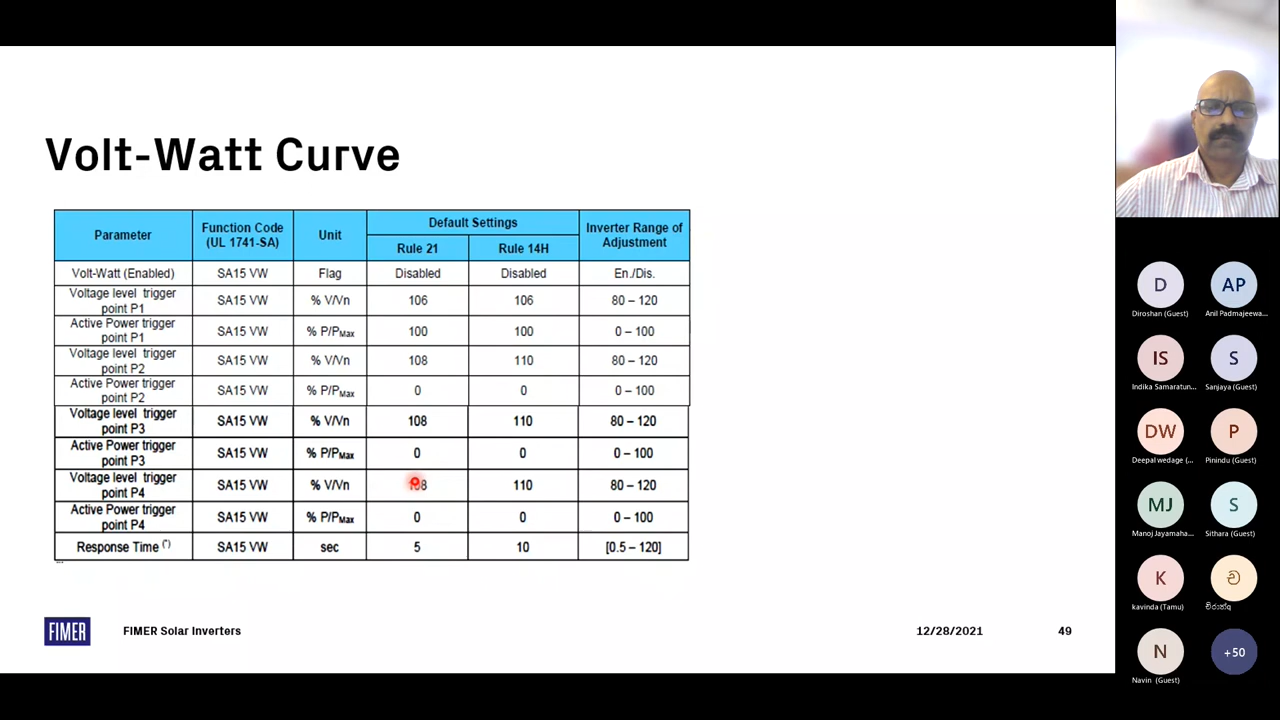 Volt-Watt Curve
Parameter
Function Code
(UL 1741-SA)
Unit
Default Settings
Inverter Range of
Adjustment
Rule 21
Rule 14H
Volt-Watt (Enabled) SA15 VW Flag Disabled Disabled En./Dis.
Voltage level trigger
point P1
SA15 VW % V/Vn 106 106 80 – 120
Active Power trigger
point P1
SA15 VW % P/PMax 100 100 0 – 100
Voltage level trigger
point P2
SA15 VW % V/Vn 108 110 80 – 120
Active Power trigger
point P2
SA15 VW % P/PMax 0 0 0 – 100
Voltage level trigger
point P3
SA15 VW % V/Vn 108 110 80 – 120
Active Power trigger
point P3
SA15 VW % P/PMax 0 0 0 – 100
Voltage level trigger
point P4
SA15 VW % V/Vn 108 110 80 – 120
Active Power trigger
point P4
SA15 VW % P/PMax 0 0 0 – 100
Response Time (*) SA15 VW sec 5 10 [0.5 – 120]
FIMER
FIMER Solar Inverters
12/28/2021
49
D
Diroshan (Guest)
AP
Anil Padmajeewa...
IS
Indika Samaratun...
S
Sanjaya (Guest)
DW
Deepal wedage (...
P
Pinindu (Guest)
MJ
Manoj Jayamaha...
S
Sithara (Guest)
K
kavinda (Tamu)
ච
N
Navin (Guest)
+50